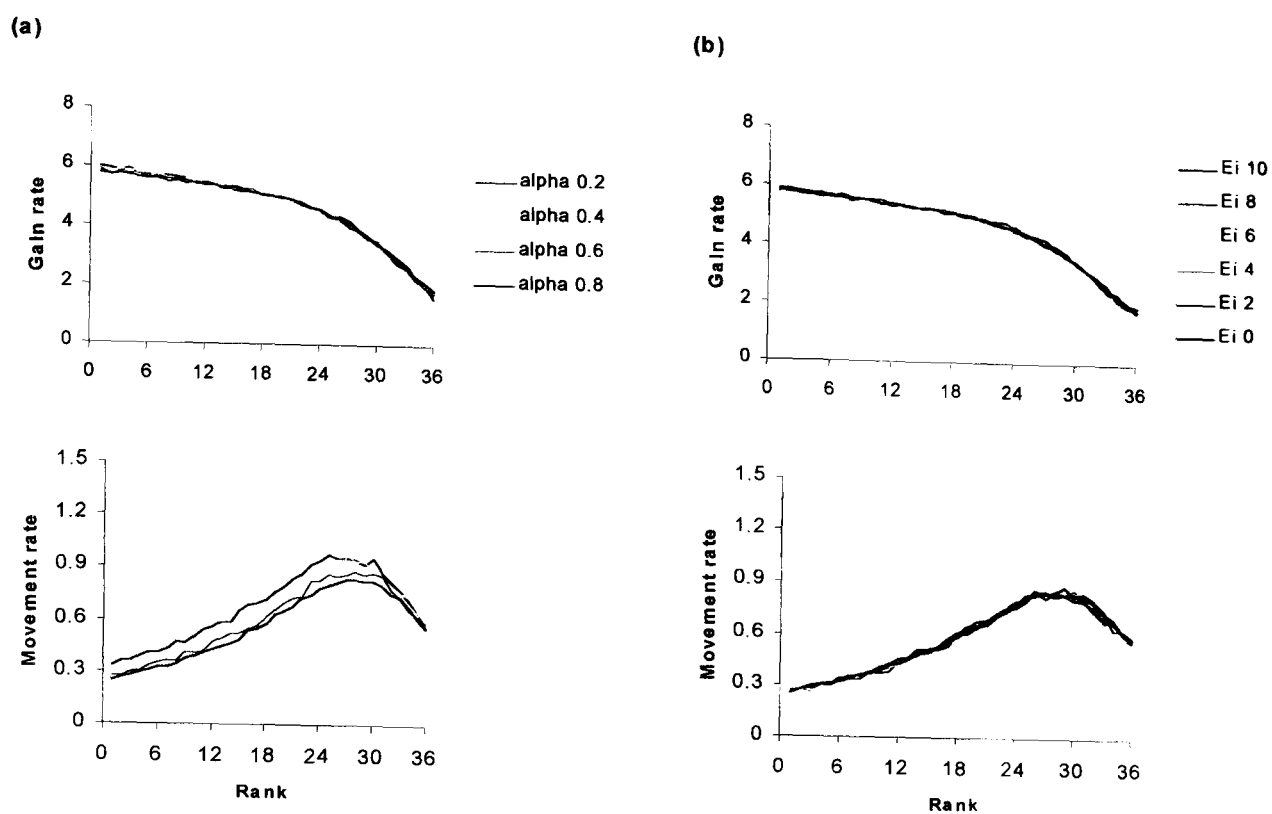 (a)
8
6
4
2
0
Gain rate
0 6 12 18 24 30 36
alpha 0.2
alpha 0.4
alpha 0.6
alpha 0.8
1.5
1.2
0.9
0.6
0.3
0
Movement rate
0 6 12 18 24 30 36
Rank
(b)
8
6
4
2
0
Gain rate
0 6 12 18 24 30 36
Ei 10
Ei 8
Ei 6
Ei 4
Ei 2
Ei 0
1.5
1.2
0.9
0.6
0.3
0
Movement rate
0 6 12 18 24 30 36
Rank